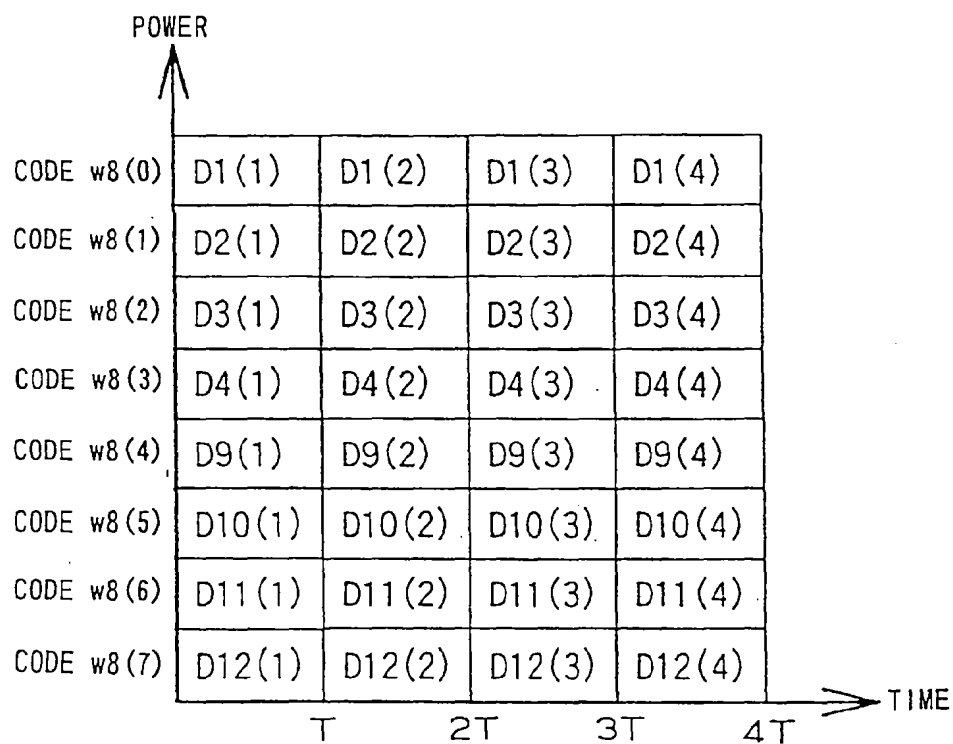 POWER
CODE w8(0) D1(1) D1(2) D1(3) D1(4)
CODE w8(1) D2(1) D2(2) D2(3) D2(4)
CODE w8(2) D3(1) D3(2) D3(3) D3(4)
CODE w8(3) D4(1) D4(2) D4(3) D4(4)
CODE w8(4) D9(1) D9(2) D9(3) D9(4)
CODE w8(5) D10(1) D10(2) D10(3) D10(4)
CODE w8(6) D11(1) D11(2) D11(3) D11(4)
CODE w8(7) D12(1) D12(2) D12(3) D12(4)
TIME
T 2T 3T 4T